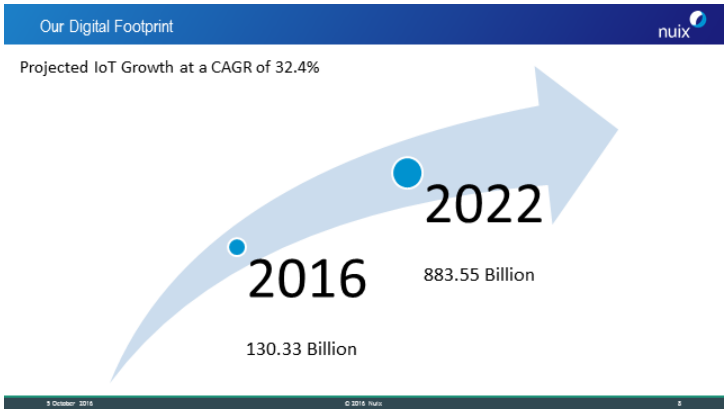 Our Digital Footprint
nuix
Projected IoT Growth at a CAGR of 32.4%
2022
883.55 Billion
2016
130.33 Billion
5 October 2016
© 2016 Nuix
8